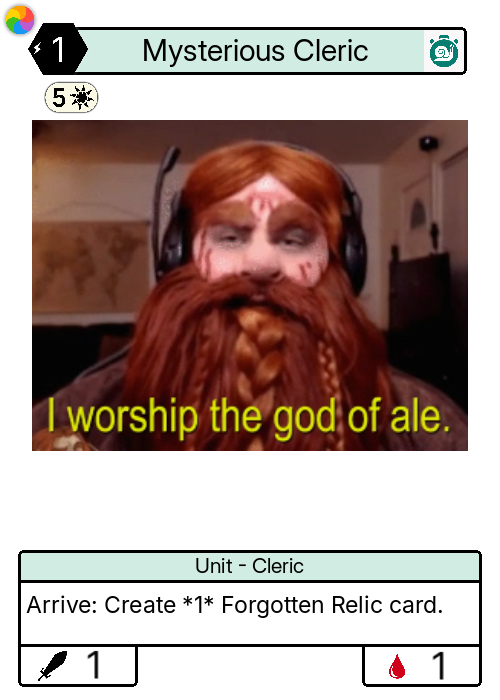 1
Mysterious Cleric
5
I worship the god of ale.
Unit - Cleric
Arrive: Create *1* Forgotten Relic card.
1
1